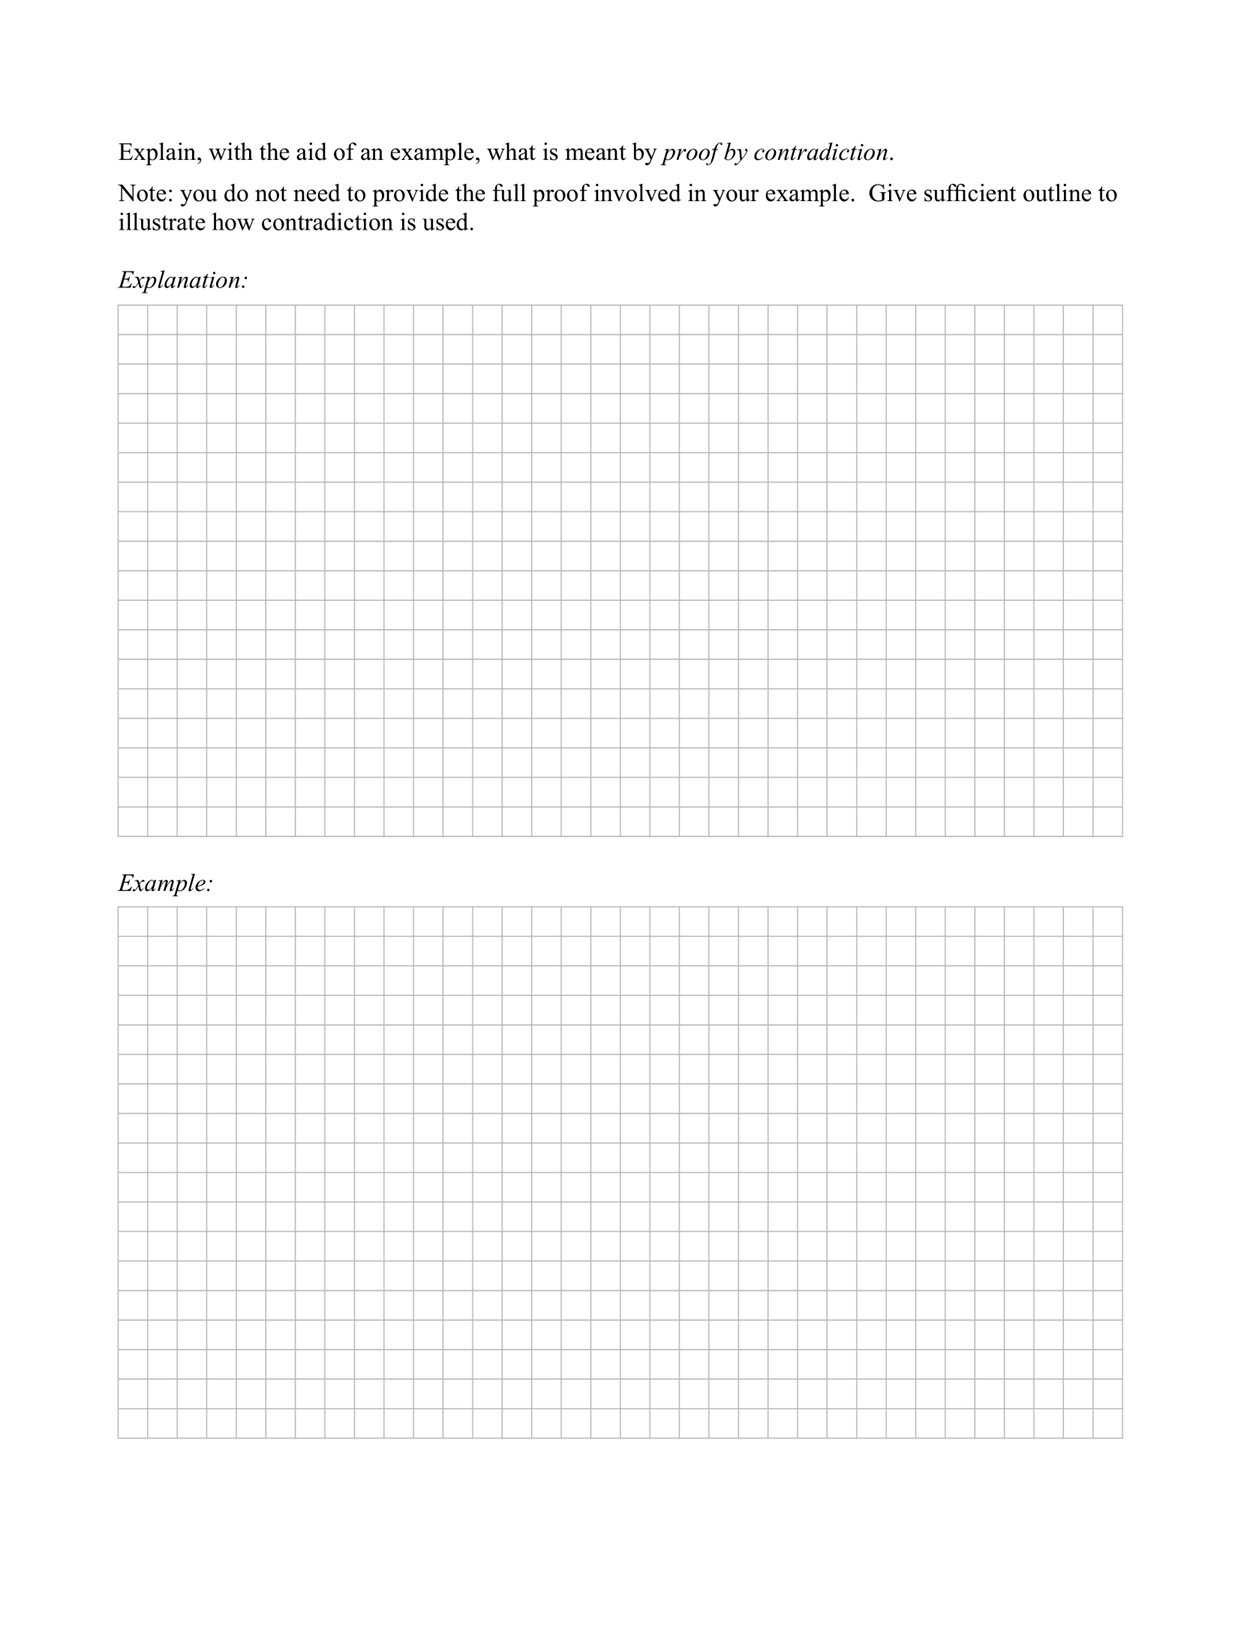 Explain, with the aid of an example, what is meant by proof by contradiction.
Note: you do not need to provide the full proof involved in your example.  Give sufficient outline to
illustrate how contradiction is used.
Explanation:
Example: